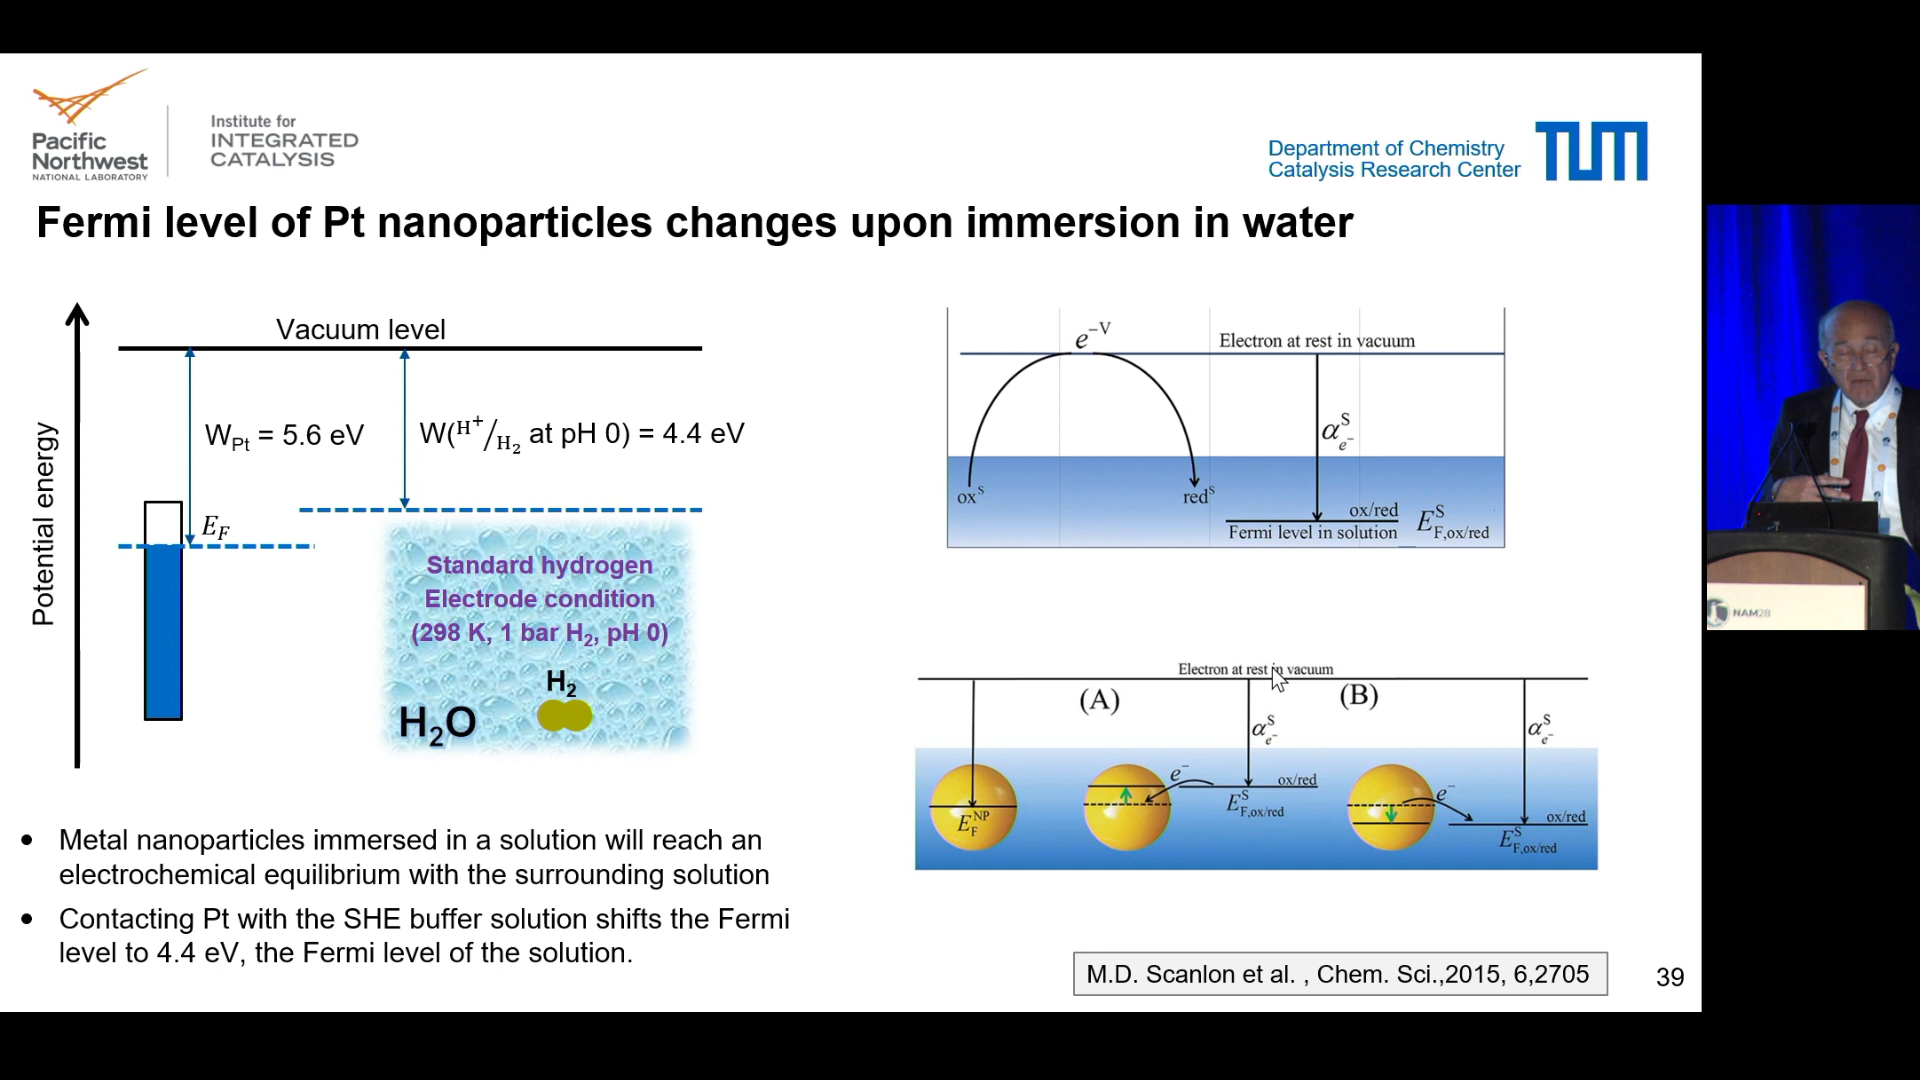 Pacific
Northwest
NATIONAL LABORATORY
Institute for
INTEGRATED
CATALYSIS
Department of Chemistry
Catalysis Research Center
TUM
Fermi level of Pt nanoparticles changes upon immersion in water
Potential energy
Vacuum level
W_Pt = 5.6 eV
W(H⁺/H₂ at pH 0) = 4.4 eV
E_F
Standard hydrogen
Electrode condition
(298 K, 1 bar H₂, pH 0)
H₂
H₂O
e⁻ⱽ
Electron at rest in vacuum
α^S_e⁻
ox^S
red^S
ox/red
Fermi level in solution
E^S_F,ox/red
Electron at rest in vacuum
(A)
(B)
α^S_e⁻
α^S_e⁻
e⁻
ox/red
e⁻
ox/red
E^NP_F
E^S_F,ox/red
E^S_F,ox/red
• Metal nanoparticles immersed in a solution will reach an
electrochemical equilibrium with the surrounding solution
• Contacting Pt with the SHE buffer solution shifts the Fermi
level to 4.4 eV, the Fermi level of the solution.
M.D. Scanlon et al. , Chem. Sci.,2015, 6,2705
39
NAM28